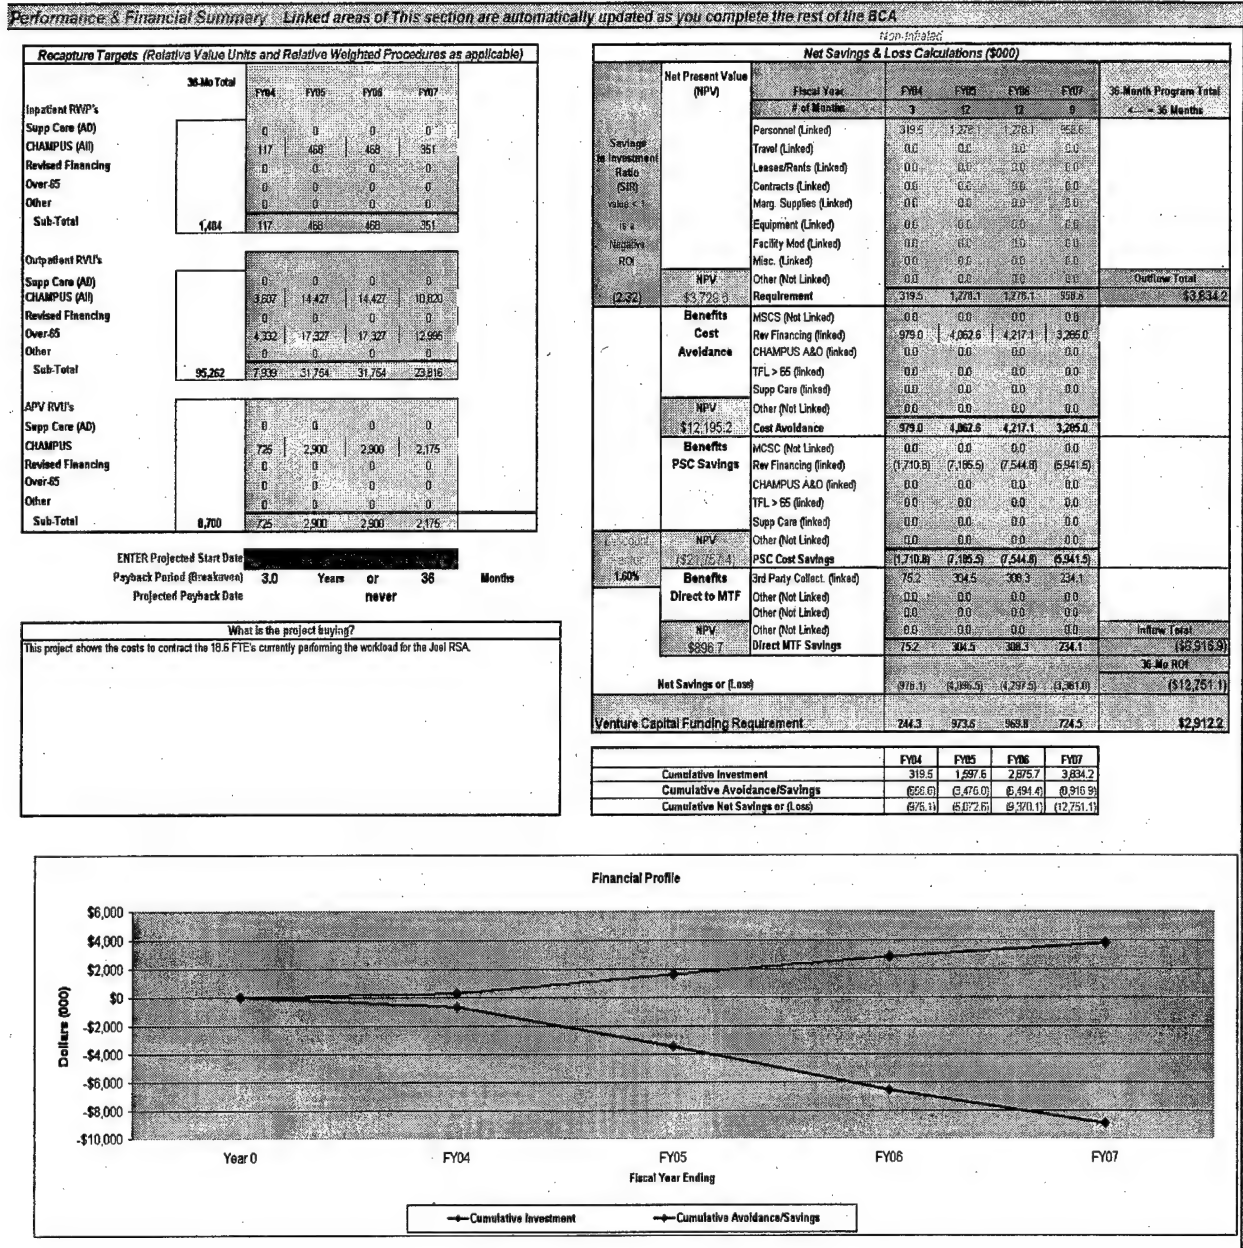 Performance & Financial Summary Linked areas of This section are automatically updated as you complete the rest of the BCA
Non-Inflated
Recapture Targets (Relative Value Units and Relative Weighted Procedures as applicable)
36-Mo Total FY04 FY05 FY06 FY07
Inpatient RWP's
Supp Care (AD) 0 0 0 0
CHAMPUS (All) 117 468 468 351
Revised Financing 0 0 0 0
Over-65 0 0 0 0
Other 0 0 0 0
Sub-Total 1,404 117 468 468 351
Outpatient RVU's
Supp Care (AD) 0 0 0 0
CHAMPUS (All) 3,607 14,427 14,427 10,820
Revised Financing 0 0 0 0
Over-65 4,332 17,327 17,327 12,995
Other 0 0 0 0
Sub-Total 95,262 7,939 31,754 31,754 23,816
APV RVU's
Supp Care (AD) 0 0 0 0
CHAMPUS 725 2,900 2,900 2,175
Revised Financing 0 0 0 0
Over-65 0 0 0 0
Other 0 0 0 0
Sub-Total 8,700 725 2,900 2,900 2,175
ENTER Projected Start Date
Payback Period (Breakeven) 3.0 Years or 36 Months
Projected Payback Date never
What is the project buying?
This project shows the costs to contract the 18.6 FTE's currently performing the workload for the Joel RSA.
Net Savings & Loss Calculations ($000)
Net Present Value (NPV) Fiscal Year FY04 FY05 FY06 FY07 36-Month Program Total
# of Months 3 12 12 9 <---- = 36 Months
Savings to Investment Ratio (SIR) value < 1 is a Negative ROI
(2.32)
Personnel (Linked) 319.5 1,278.1 1,278.1 958.6
Travel (Linked) 0.0 0.0 0.0 0.0
Leases/Rents (Linked) 0.0 0.0 0.0 0.0
Contracts (Linked) 0.0 0.0 0.0 0.0
Marg. Supplies (Linked) 0.0 0.0 0.0 0.0
Equipment (Linked) 0.0 0.0 0.0 0.0
Facility Mod (Linked) 0.0 0.0 0.0 0.0
Misc. (Linked) 0.0 0.0 0.0 0.0
NPV Other (Not Linked) 0.0 0.0 0.0 0.0 Outflow Total
$3,728.6 Requirement 319.5 1,278.1 1,278.1 958.6 $3,834.2
Benefits MSCS (Not Linked) 0.0 0.0 0.0 0.0
Cost Rev Financing (linked) 979.0 4,062.6 4,217.1 3,285.0
Avoidance CHAMPUS A&O (linked) 0.0 0.0 0.0 0.0
TFL > 65 (linked) 0.0 0.0 0.0 0.0
Supp Care (linked) 0.0 0.0 0.0 0.0
NPV Other (Not Linked) 0.0 0.0 0.0 0.0
$12,195.2 Cost Avoidance 979.0 4,062.6 4,217.1 3,285.0
Benefits MCSC (Not Linked) 0.0 0.0 0.0 0.0
PSC Savings Rev Financing (linked) (1,710.8) (7,185.5) (7,544.8) (5,941.5)
CHAMPUS A&O (linked) 0.0 0.0 0.0 0.0
TFL > 65 (linked) 0.0 0.0 0.0 0.0
Supp Care (linked) 0.0 0.0 0.0 0.0
NPV Other (Not Linked) 0.0 0.0 0.0 0.0
($21,757.4) PSC Cost Savings (1,710.8) (7,185.5) (7,544.8) (5,941.5)
1.60% Benefits 3rd Party Collect. (linked) 75.2 304.5 308.3 234.1
Direct to MTF Other (Not Linked) 0.0 0.0 0.0 0.0
Other (Not Linked) 0.0 0.0 0.0 0.0
NPV Other (Not Linked) 0.0 0.0 0.0 0.0 Inflow Total
$896.7 Direct MTF Savings 75.2 304.5 308.3 234.1 ($8,916.9)
36-Mo ROI
Net Savings or (Loss) (976.1) (4,096.5) (4,297.5) (3,381.0) ($12,751.1)
Venture Capital Funding Requirement 244.3 973.6 969.8 724.5 $2,912.2
FY04 FY05 FY06 FY07
Cumulative Investment 319.5 1,597.6 2,875.7 3,834.2
Cumulative Avoidance/Savings (656.6) (3,475.0) (6,494.4) (8,916.9)
Cumulative Net Savings or (Loss) (976.1) (5,072.6) (9,370.1) (12,751.1)
Financial Profile
$6,000
$4,000
$2,000
$0
-$2,000
-$4,000
-$6,000
-$8,000
-$10,000
Dollars (000)
Year 0 FY04 FY05 FY06 FY07
Fiscal Year Ending
Cumulative Investment Cumulative Avoidance/Savings